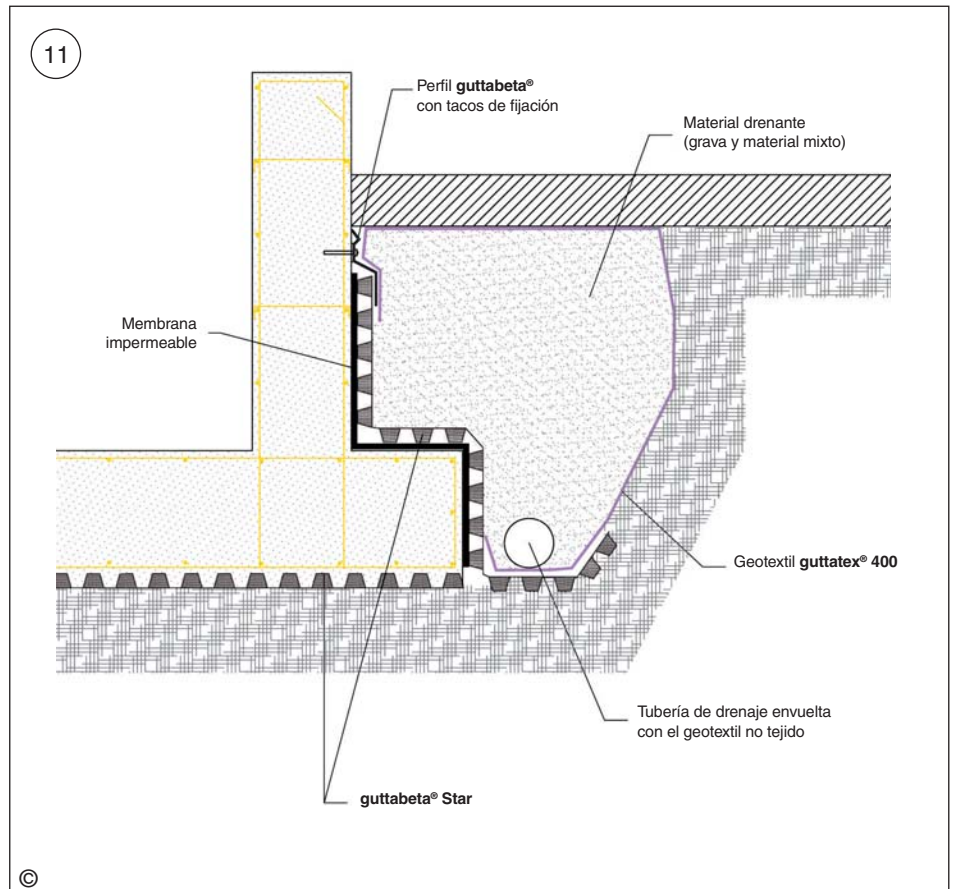 11
Perfil guttabeta®
con tacos de fijación
Material drenante
(grava y material mixto)
Membrana
impermeable
Geotextil guttatex® 400
Tubería de drenaje envuelta
con el geotextil no tejido
guttabeta® Star
©